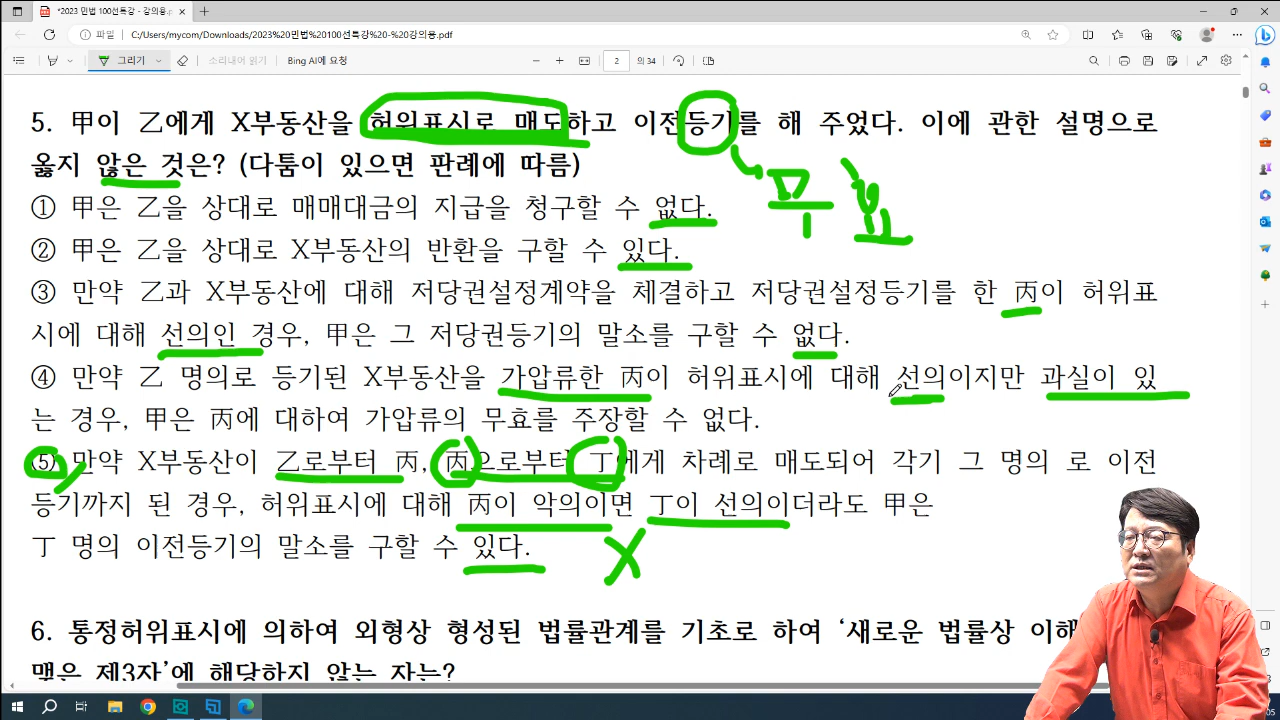 *2023 민법 100선특강 - 강의용.p
파일 C:/Users/mycom/Downloads/2023%20민법%20100선특강%20-%20강의용.pdf
그리기 소리내어 읽기 Bing AI에 요청 2 의 34
5. 甲이 乙에게 X부동산을 허위표시로 매도하고 이전등기를 해 주었다. 이에 관한 설명으로
옳지 않은 것은? (다툼이 있으면 판례에 따름)
무효
① 甲은 乙을 상대로 매매대금의 지급을 청구할 수 없다.
② 甲은 乙을 상대로 X부동산의 반환을 구할 수 있다.
③ 만약 乙과 X부동산에 대해 저당권설정계약을 체결하고 저당권설정등기를 한 丙이 허위표
시에 대해 선의인 경우, 甲은 그 저당권등기의 말소를 구할 수 없다.
④ 만약 乙 명의로 등기된 X부동산을 가압류한 丙이 허위표시에 대해 선의이지만 과실이 있
는 경우, 甲은 丙에 대하여 가압류의 무효를 주장할 수 없다.
⑤ 만약 X부동산이 乙로부터 丙, 丙으로부터 丁에게 차례로 매도되어 각기 그 명의 로 이전
등기까지 된 경우, 허위표시에 대해 丙이 악의이면 丁이 선의이더라도 甲은
丁 명의 이전등기의 말소를 구할 수 있다. X
6. 통정허위표시에 의하여 외형상 형성된 법률관계를 기초로 하여 ‘새로운 법률상 이해
맺은 제3자’에 해당하지 않는 자는?